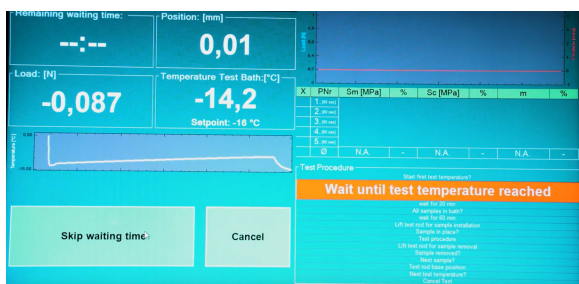 Remaining waiting time:
--:--
Position: [mm]
0,01
Load: [N]
-0,087
Temperature Test Bath:[°C]
-14,2
Setpoint: -16 °C
Temperature [°C]
0.00
Skip waiting time
Cancel
X PNr Sm [MPa] % Sc [MPa] % m %
1.
2.
3.
4.
5.
Ø N.A. - N.A. - N.A. -
Test Procedure
Start first test temperature?
Wait until test temperature reached
wait for 20 min
All samples in bath?
wait for 60 min
Lift test rod for sample installation
Sample in place?
Test procedure
Lift test rod for sample removal
Sample removed?
Next sample?
Test rod base position
Next test temperature?
Cancel Test